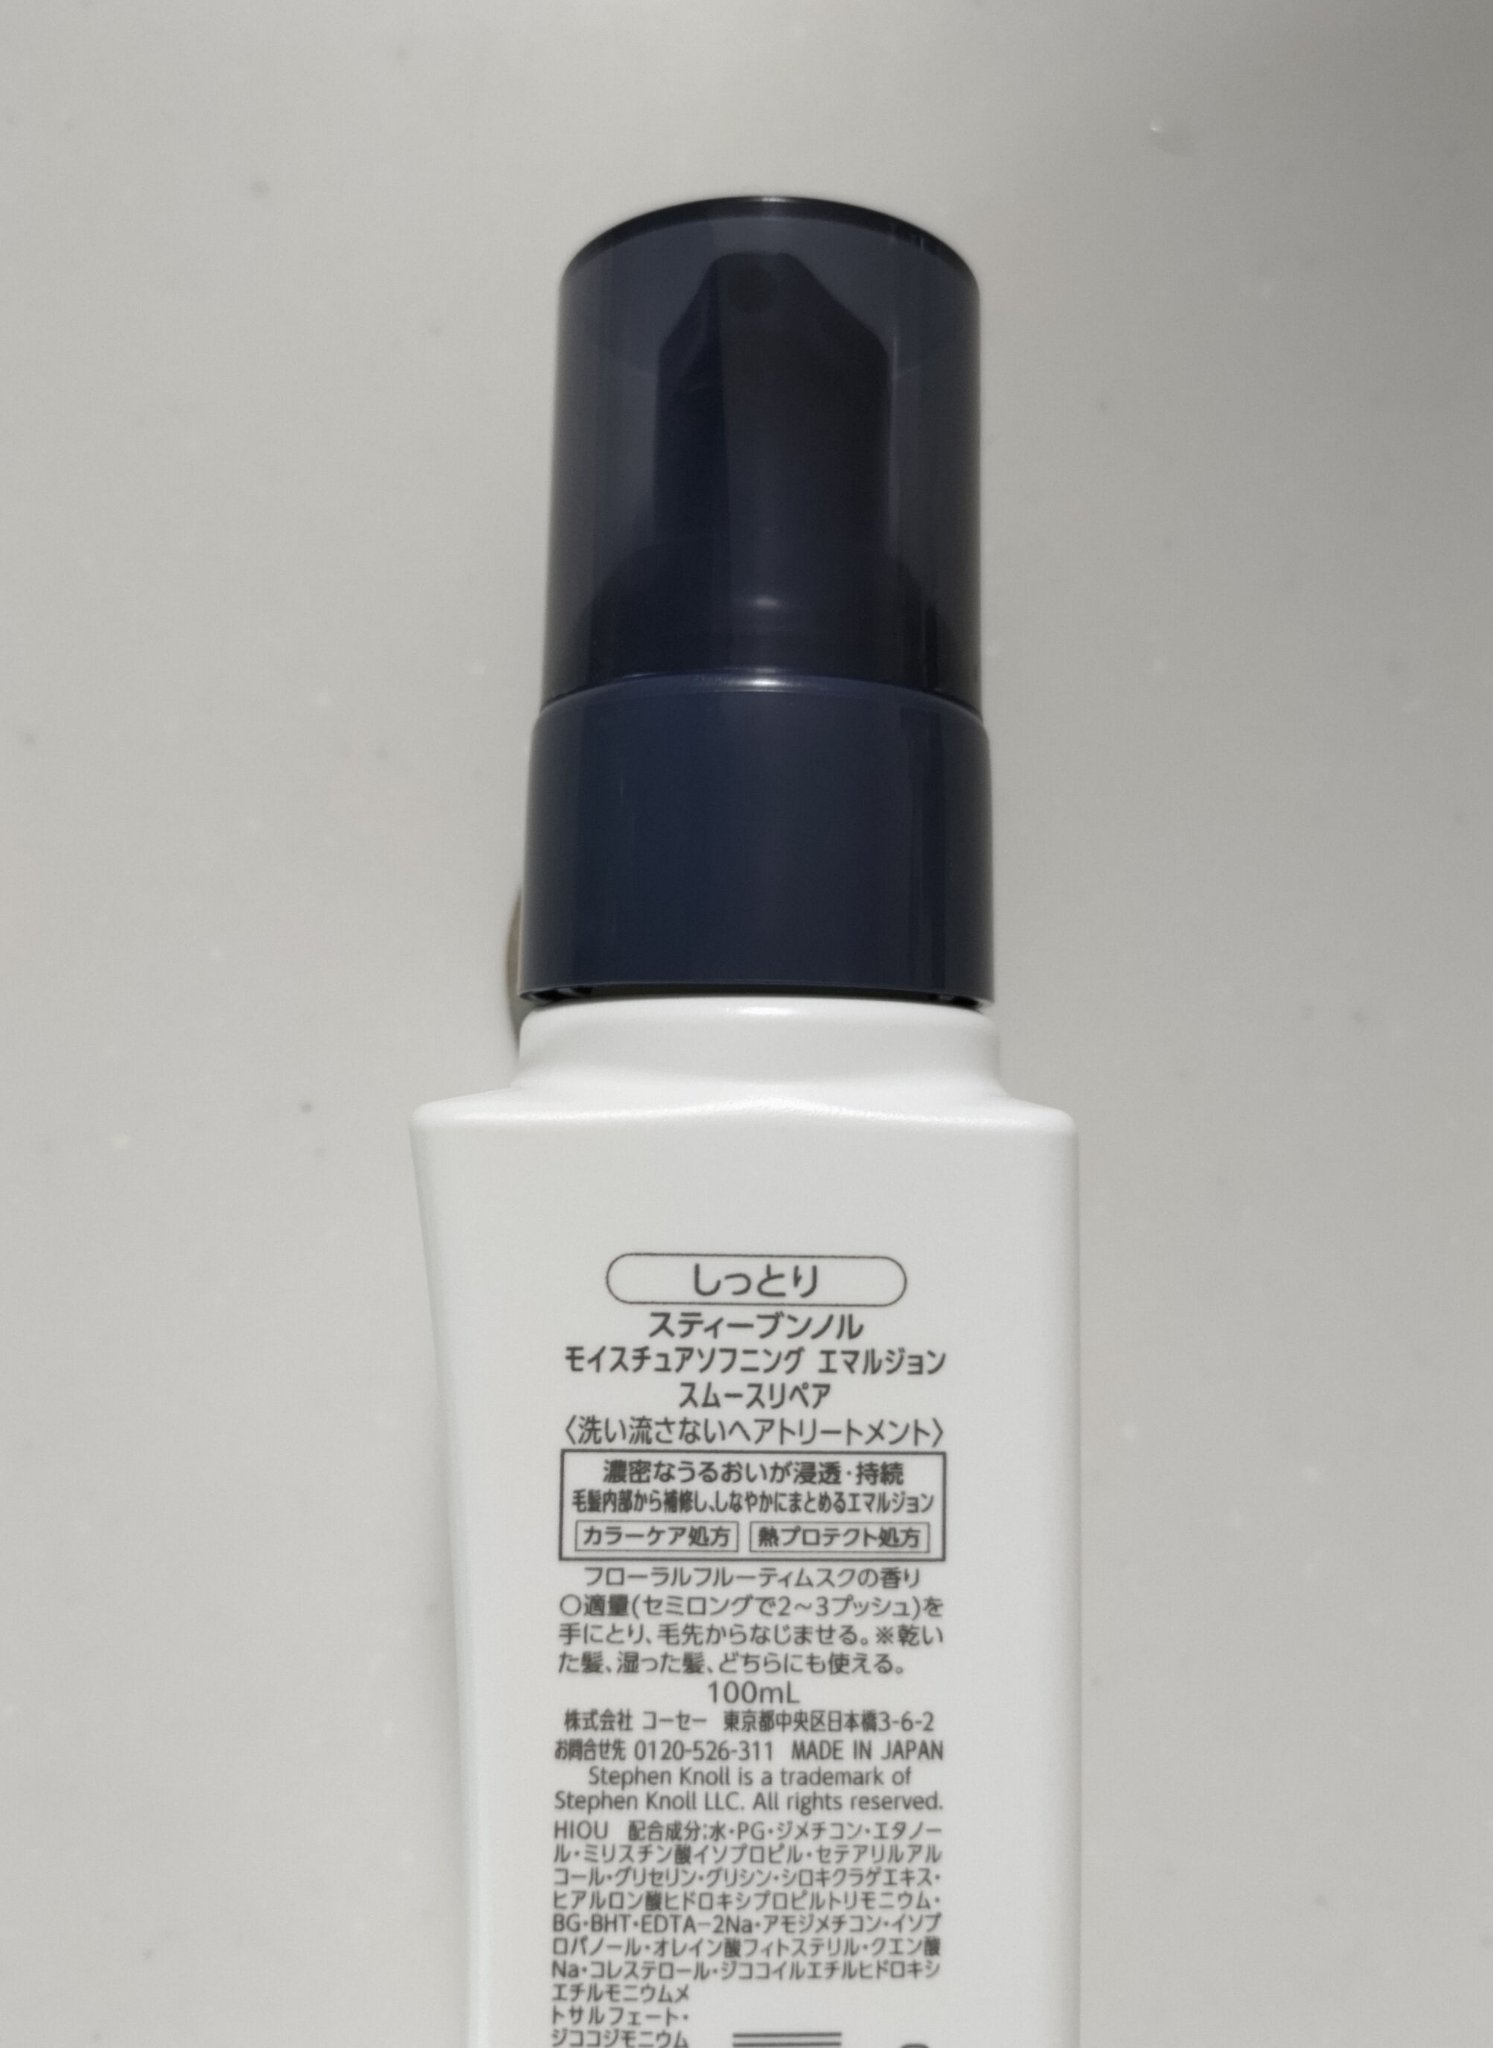 しっとり
スティーブンノル
モイスチュアソフニング エマルジョン
スムースリペア
〈洗い流さないヘアトリートメント〉
濃密なうるおいが浸透・持続
毛髪内部から補修し、しなやかにまとめるエマルジョン
カラーケア処方 熱プロテクト処方
フローラルフルーティムスクの香り
○適量(セミロングで2～3プッシュ)を
手にとり、毛先からなじませる。※乾い
た髪、湿った髪、どちらにも使える。
100mL
株式会社 コーセー 東京都中央区日本橋3-6-2
お問合せ先 0120-526-311 MADE IN JAPAN
Stephen Knoll is a trademark of
Stephen Knoll LLC. All rights reserved.
HIOU 配合成分:水・PG・ジメチコン・エタノー
ル・ミリスチン酸イソプロピル・セテアリルアル
コール・グリセリン・グリシン・シロキクラゲエキス・
ヒアルロン酸ヒドロキシプロピルトリモニウム・
BG・BHT・EDTA－2Na・アモジメチコン・イソプ
ロパノール・オレイン酸フィトステリル・クエン酸
Na・コレステロール・ジココイルエチルヒドロキシ
エチルモニウムメ
トサルフェート・
ジココジモニウム